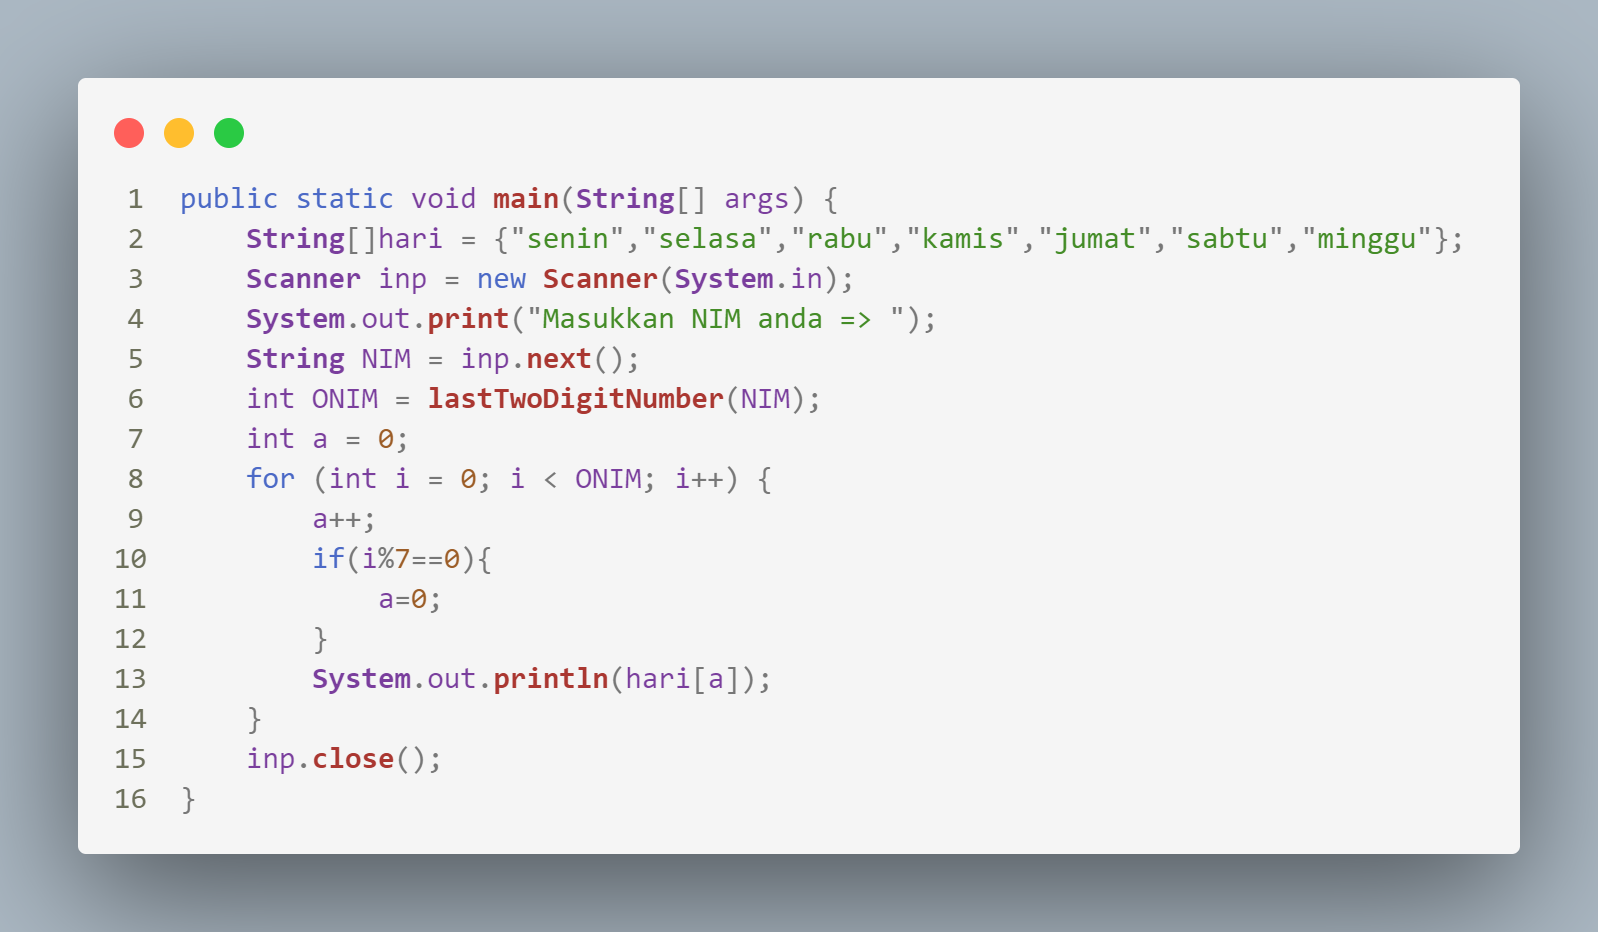 1 public static void main(String[] args) {
2     String[]hari = {"senin","selasa","rabu","kamis","jumat","sabtu","minggu"};
3     Scanner inp = new Scanner(System.in);
4     System.out.print("Masukkan NIM anda => ");
5     String NIM = inp.next();
6     int ONIM = lastTwoDigitNumber(NIM);
7     int a = 0;
8     for (int i = 0; i < ONIM; i++) {
9         a++;
10         if(i%7==0){
11             a=0;
12         }
13         System.out.println(hari[a]);
14     }
15     inp.close();
16 }